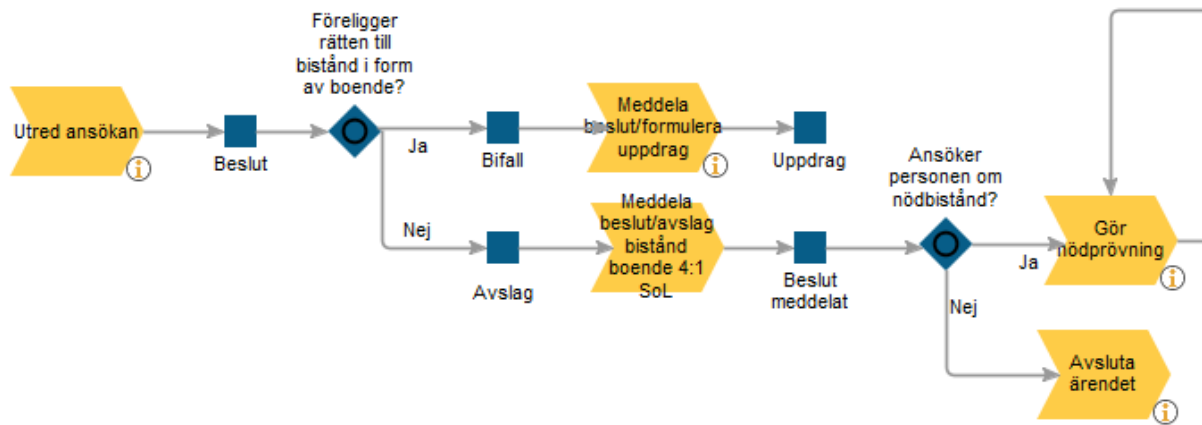 Föreligger
rätten till
bistånd i form
av boende?
Utred ansökan
Beslut
Ja
Bifall
Meddela
beslut/formulera
uppdrag
Uppdrag
Nej
Avslag
Meddela
beslut/avslag
bistånd
boende 4:1
SoL
Beslut
meddelat
Ansöker
personen om
nödbistånd?
Ja
Gör
nödprövning
Nej
Avsluta
ärendet